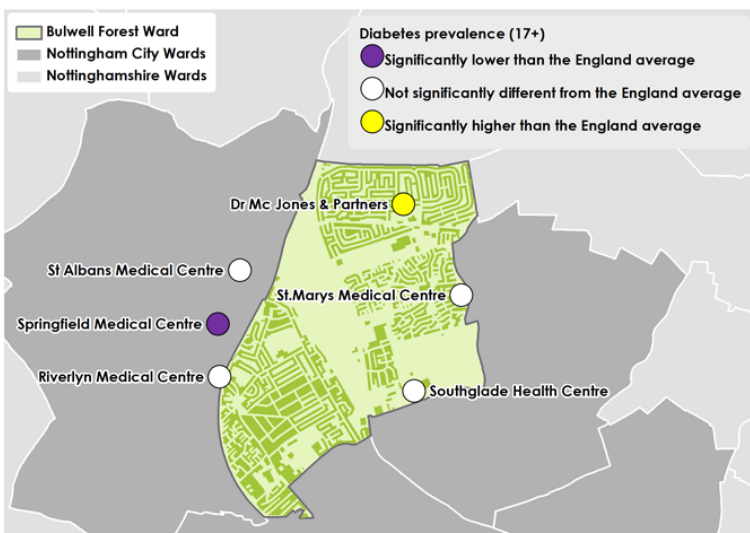 Bulwell Forest Ward
Nottingham City Wards
Nottinghamshire Wards
Diabetes prevalence (17+)
Significantly lower than the England average
Not significantly different from the England average
Significantly higher than the England average
Dr Mc Jones & Partners
St Albans Medical Centre
St.Marys Medical Centre
Springfield Medical Centre
Riverlyn Medical Centre
Southglade Health Centre